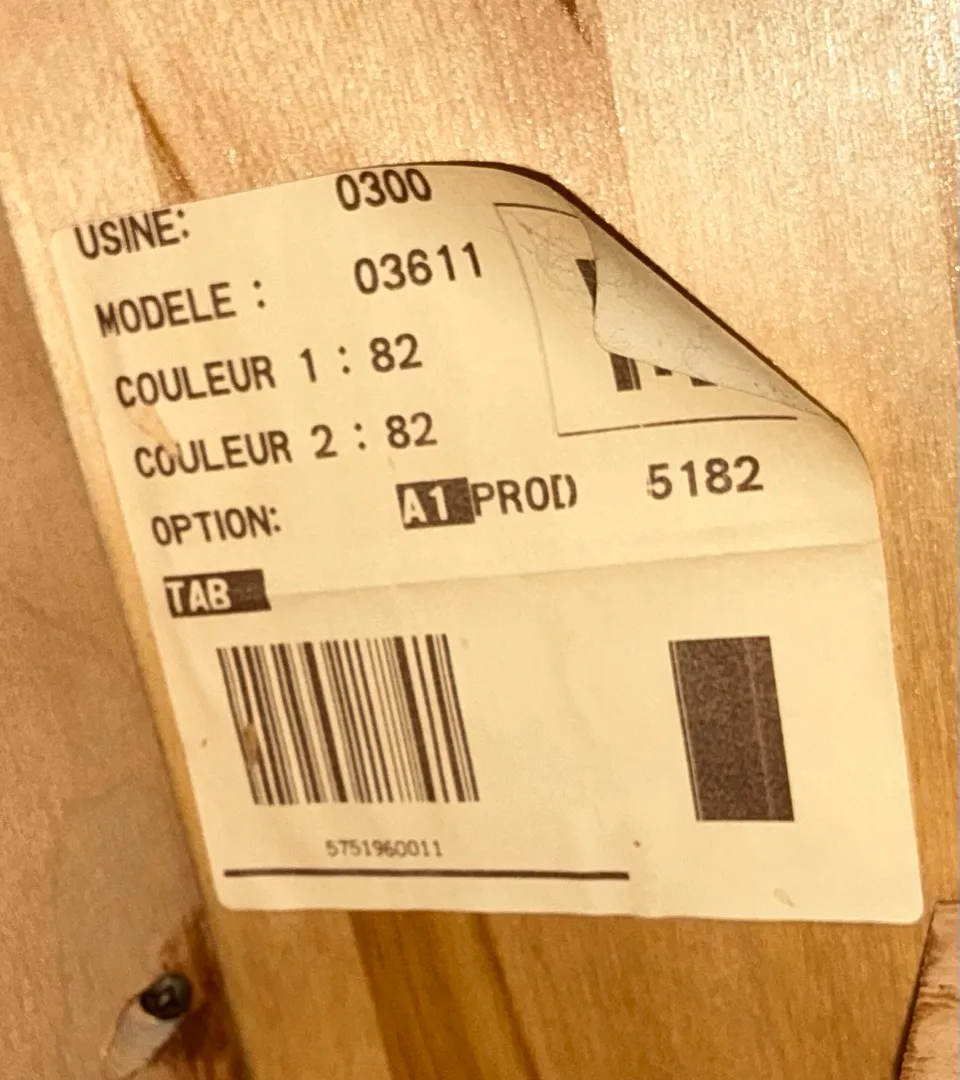 USINE: 0300
MODELE : 03611
COULEUR 1 : 82
COULEUR 2 : 82
OPTION: A1 PROD 5182
TAB
5751960011